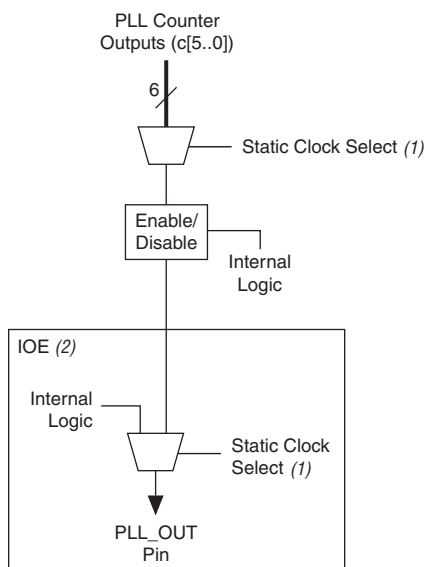 PLL Counter
Outputs (c[5..0])
6
Static Clock Select (1)
Enable/
Disable
Internal
Logic
IOE (2)
Internal
Logic
Static Clock
Select (1)
PLL_OUT
Pin